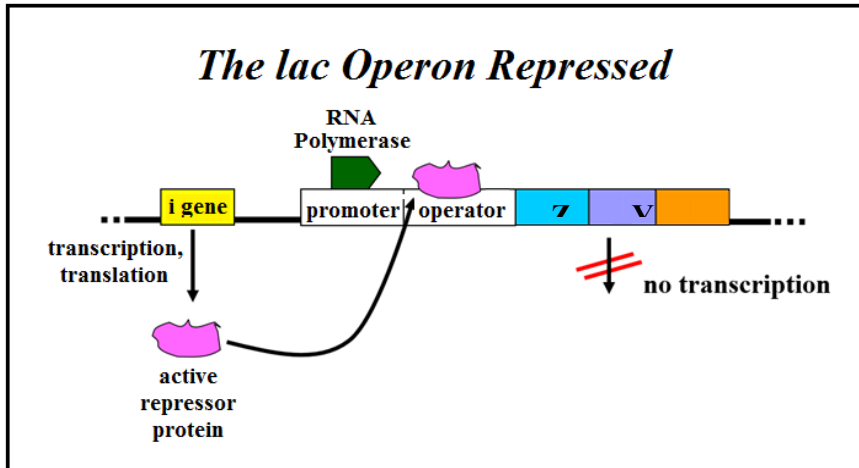 The lac Operon Repressed
RNA
Polymerase
i gene
promoter
operator
z
y
transcription,
translation
no transcription
active
repressor
protein